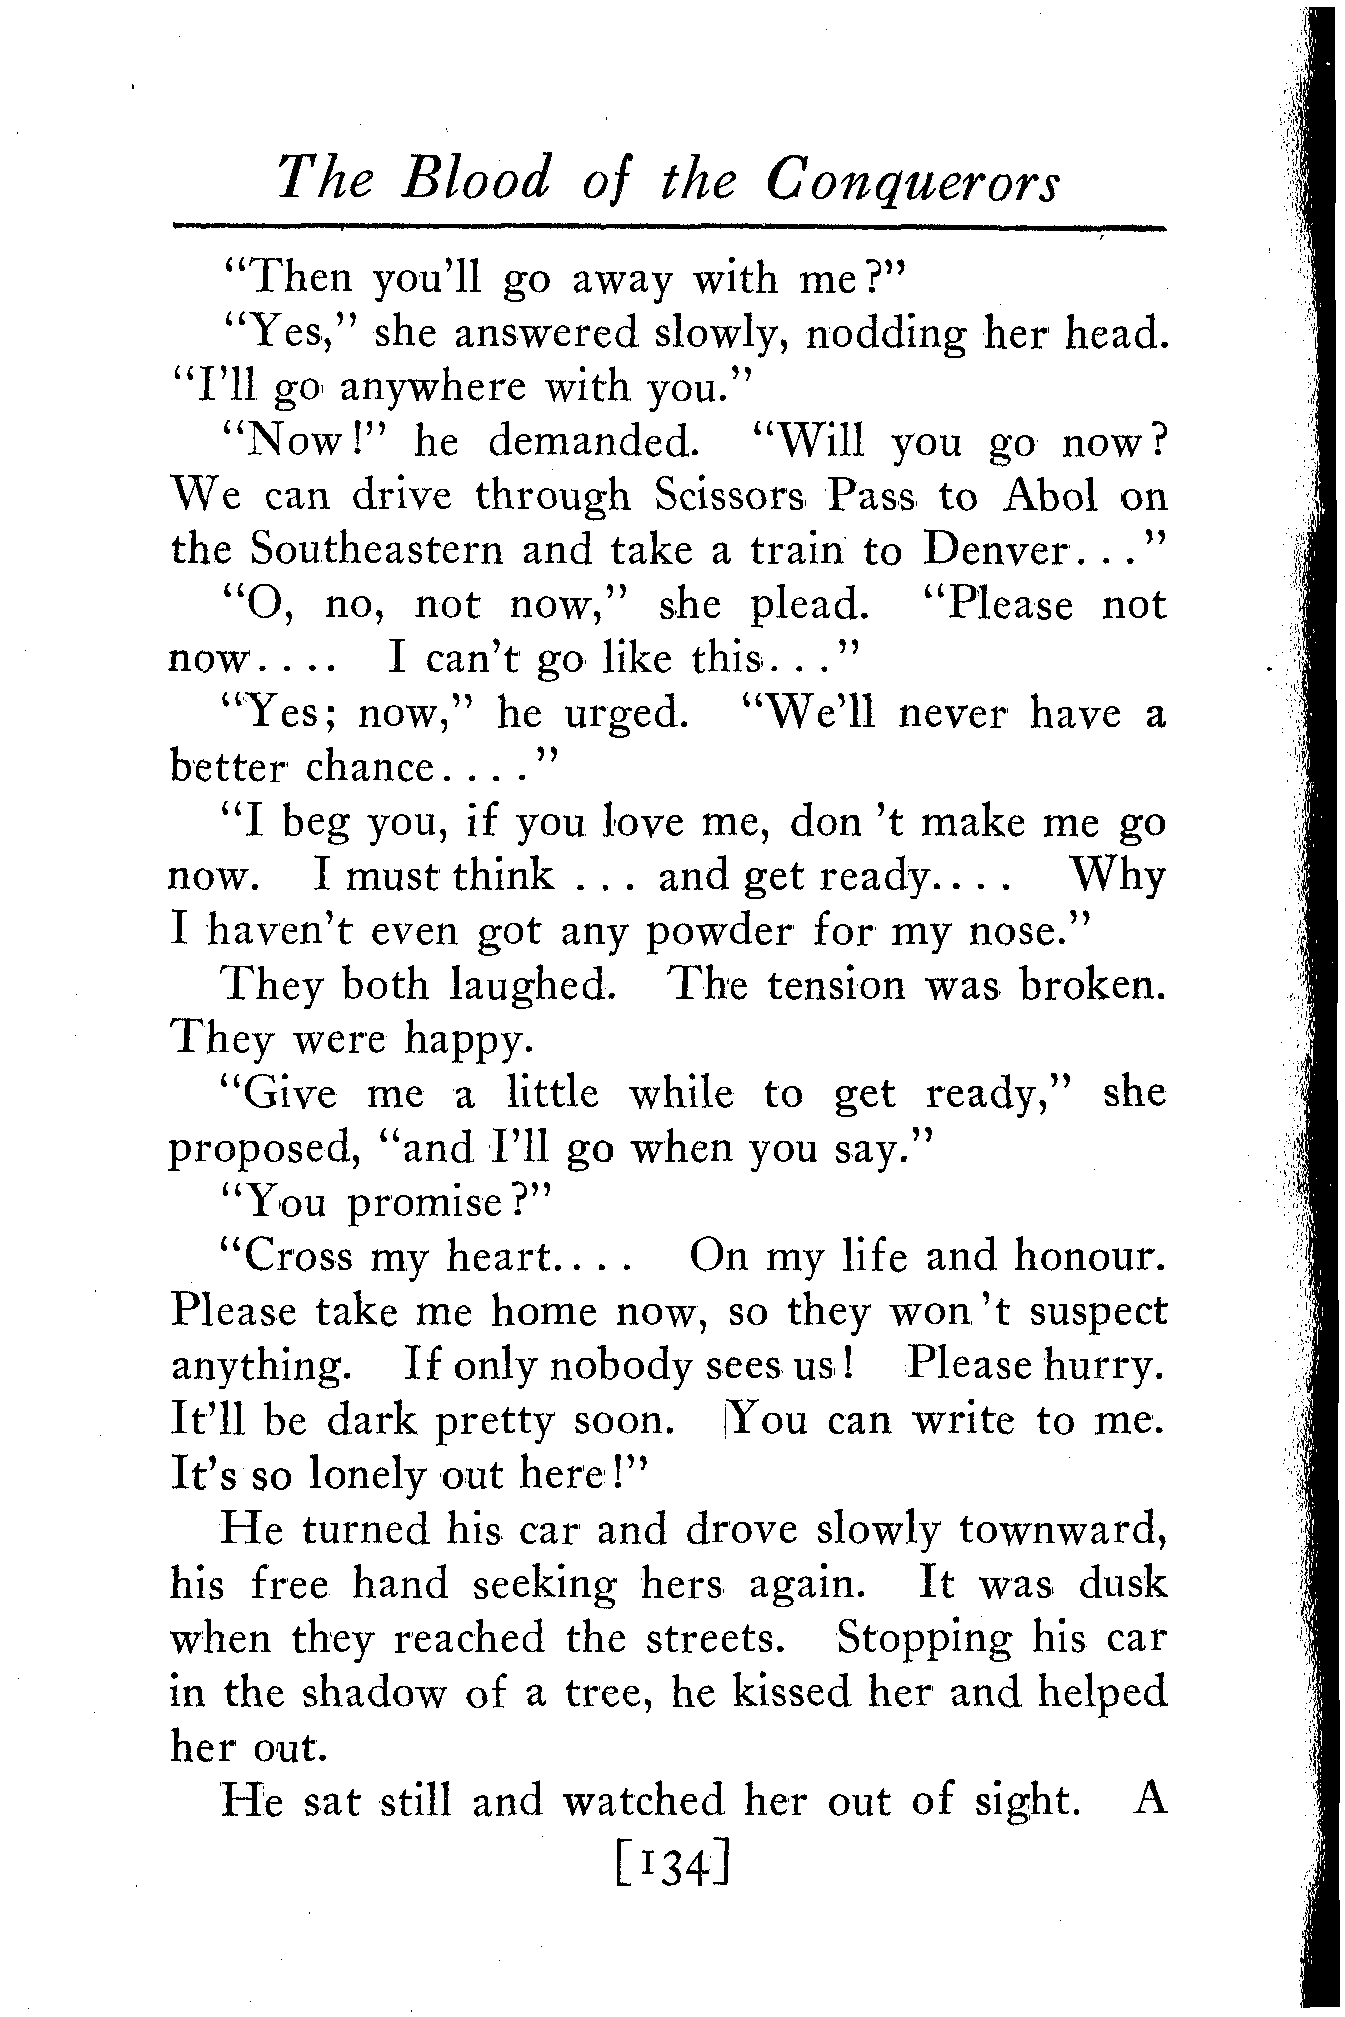 The Blood of the Conquerors
“Then you’ll go away with me?”
“Yes,” she answered slowly, nodding her head.
“I’ll go anywhere with you.”
“Now!” he demanded. “Will you go now?
We can drive through Scissors Pass to Abol on
the Southeastern and take a train to Denver. . .”
“O, no, not now,” she plead. “Please not
now. . . . I can’t go like this. . .”
“Yes; now,” he urged. “We’ll never have a
better chance. . . .”
“I beg you, if you love me, don ’t make me go
now. I must think . . . and get ready. . . . Why
I haven’t even got any powder for my nose.”
They both laughed. The tension was broken.
They were happy.
“Give me a little while to get ready,” she
proposed, “and I’ll go when you say.”
“You promise?”
“Cross my heart. . . . On my life and honour.
Please take me home now, so they won ’t suspect
anything. If only nobody sees us! Please hurry.
It’ll be dark pretty soon. You can write to me.
It’s so lonely out here!”
He turned his car and drove slowly townward,
his free hand seeking hers again. It was dusk
when they reached the streets. Stopping his car
in the shadow of a tree, he kissed her and helped
her out.
He sat still and watched her out of sight. A
[134]